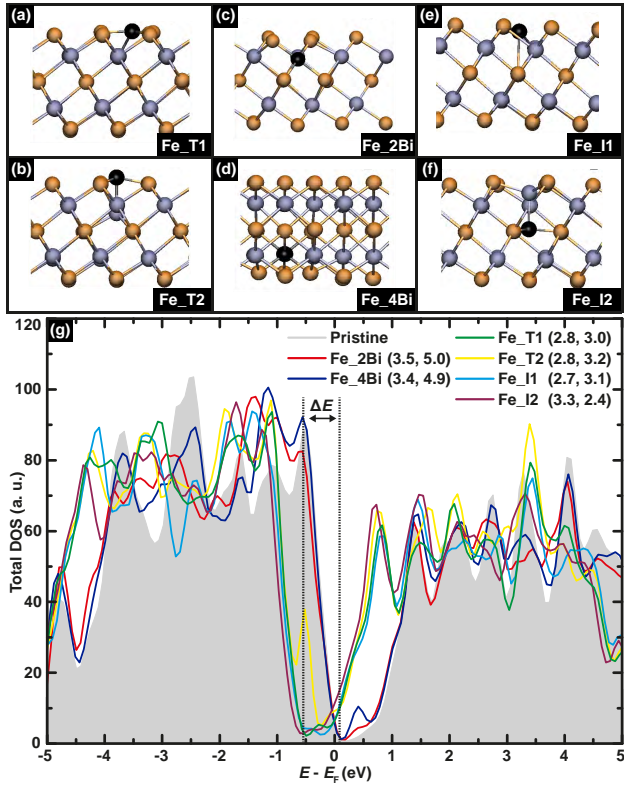 (a)
Fe_T1
(c)
Fe_2Bi
(e)
Fe_I1
(b)
Fe_T2
(d)
Fe_4Bi
(f)
Fe_I2
(g)
Pristine
Fe_2Bi (3.5, 5.0)
Fe_4Bi (3.4, 4.9)
Fe_T1 (2.8, 3.0)
Fe_T2 (2.8, 3.2)
Fe_I1 (2.7, 3.1)
Fe_I2 (3.3, 2.4)
ΔE
Total DOS (a. u.)
120
100
80
60
40
20
0
-5 -4 -3 -2 -1 0 1 2 3 4 5
E - E_F (eV)